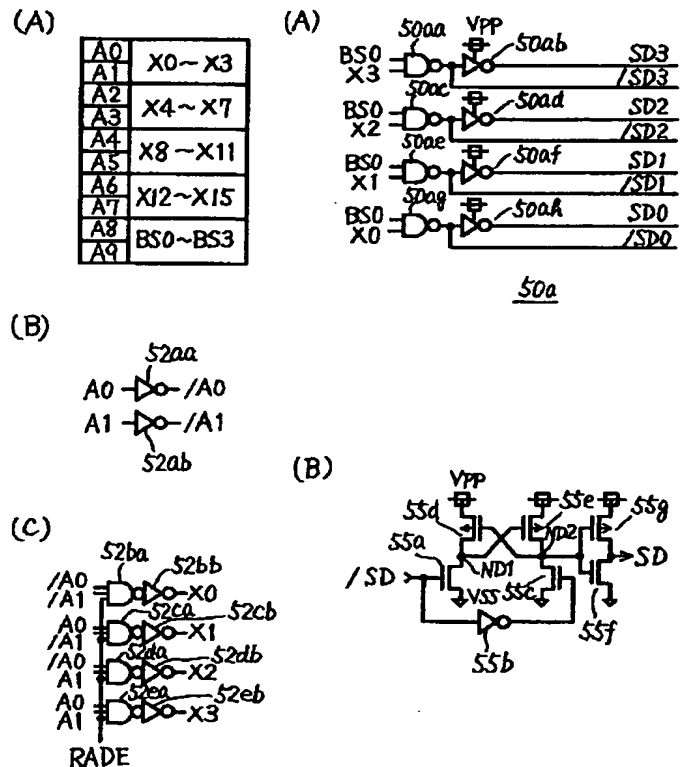 (A)
A0
A1
X0~X3
A2
A3
X4~X7
A4
A5
X8~X11
A6
A7
X12~X15
A8
A9
BS0~BS3
(B)
52aa
A0 /A0
A1 /A1
52ab
(C)
52ba
52bb
/A0
/A1
X0
52ca
52cb
A0
/A1
X1
52da
52db
/A0
A1
X2
52ea
52eb
A0
A1
X3
RADE
(A)
50aa
VPP
50ab
BS0
X3
SD3
/SD3
50ac
50ad
BS0
X2
SD2
/SD2
50ae
50af
BS0
X1
SD1
/SD1
50ag
50ah
BS0
X0
SD0
/SD0
50a
(B)
VPP
55d
55e
55g
55a
ND2
ND1
SD
/SD
VSS
55c
55b
55f